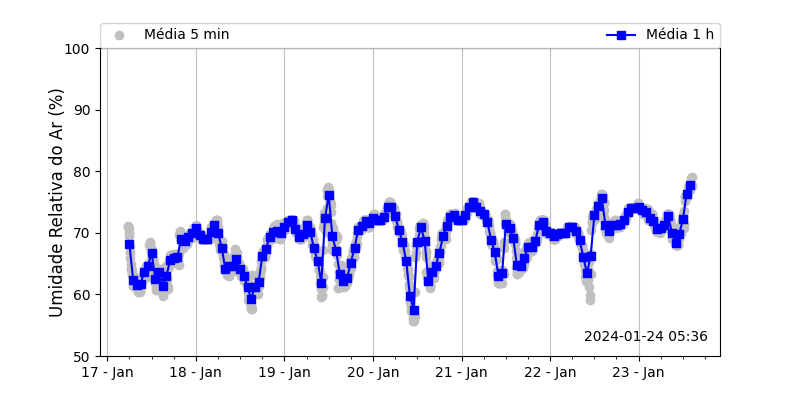 Média 5 min Média 1 h
Umidade Relativa do Ar (%)
100
90
80
70
60
50
2024-01-24 05:36
17 - Jan 18 - Jan 19 - Jan 20 - Jan 21 - Jan 22 - Jan 23 - Jan